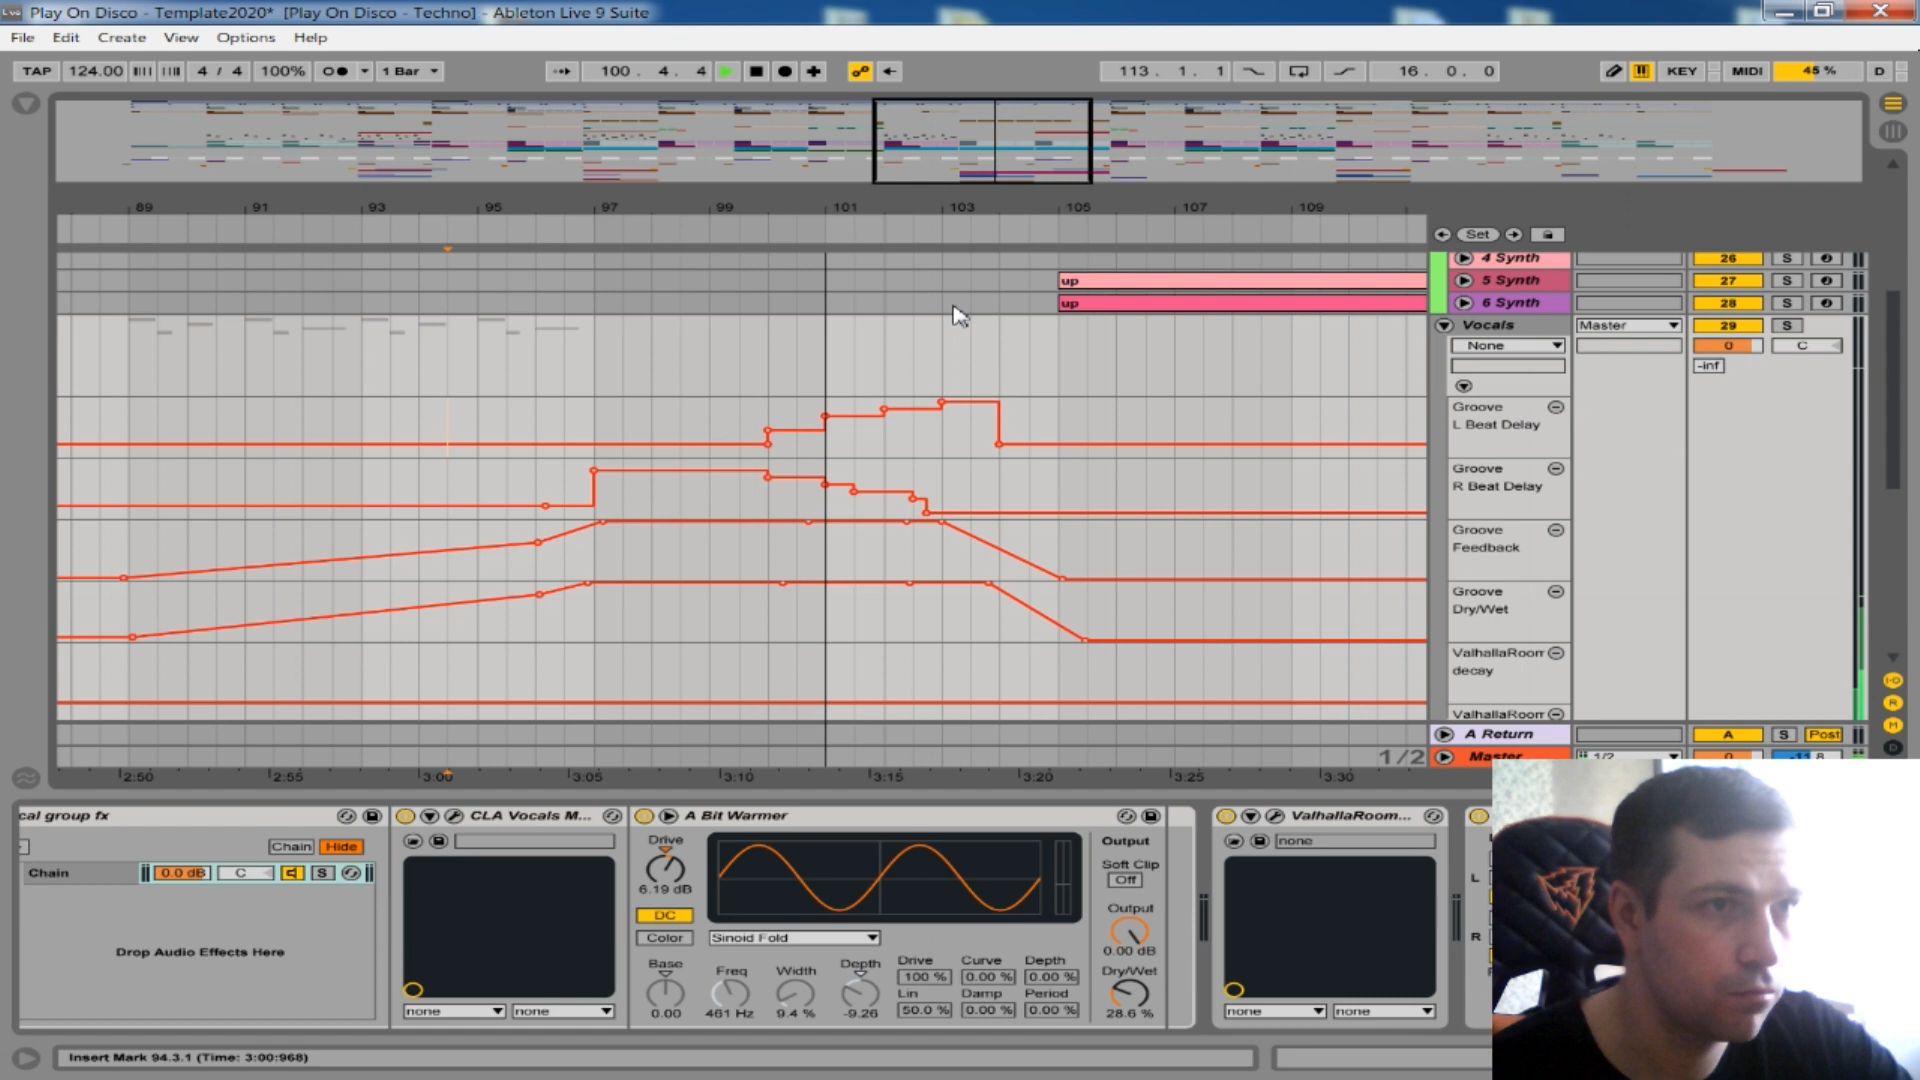 Live Play On Disco - Template2020* [Play On Disco - Techno] - Ableton Live 9 Suite
File Edit Create View Options Help
TAP 124.00 4 / 4 100% 1 Bar 100. 4. 4 113. 1. 1 16. 0. 0 KEY MIDI 45 % D
89 91 93 95 97 99 101 103 105 107 109
Set
4 Synth 26 S
up 5 Synth 27 S
up 6 Synth 28 S
Vocals Master 29 S
None 0 C
-inf
Groove
L Beat Delay
Groove
R Beat Delay
Groove
Feedback
Groove
Dry/Wet
ValhallaRoom
decay
ValhallaRoom
I-O
R
M
D
A Return A S Post
1/2 Master 1/2 0
2:50 2:55 3:00 3:05 3:10 3:15 3:20 3:25 3:30
cal group fx CLA Vocals M... A Bit Warmer ValhallaRoom...
Chain Hide
none
Chain 0.0 dB C S
Drop Audio Effects Here
none none
Drive
6.19 dB
DC
Color Sinoid Fold
Base Freq Width Depth
0.00 461 Hz 9.4 % -9.26
Drive Curve Depth
100 % 0.00 % 0.00 %
Lin Damp Period
50.0 % 0.00 % 0.00 %
Output
Soft Clip
Off
Output
0.00 dB
Dry/Wet
28.6 %
none none
L
R
Insert Mark 94.3.1 (Time: 3:00:968)